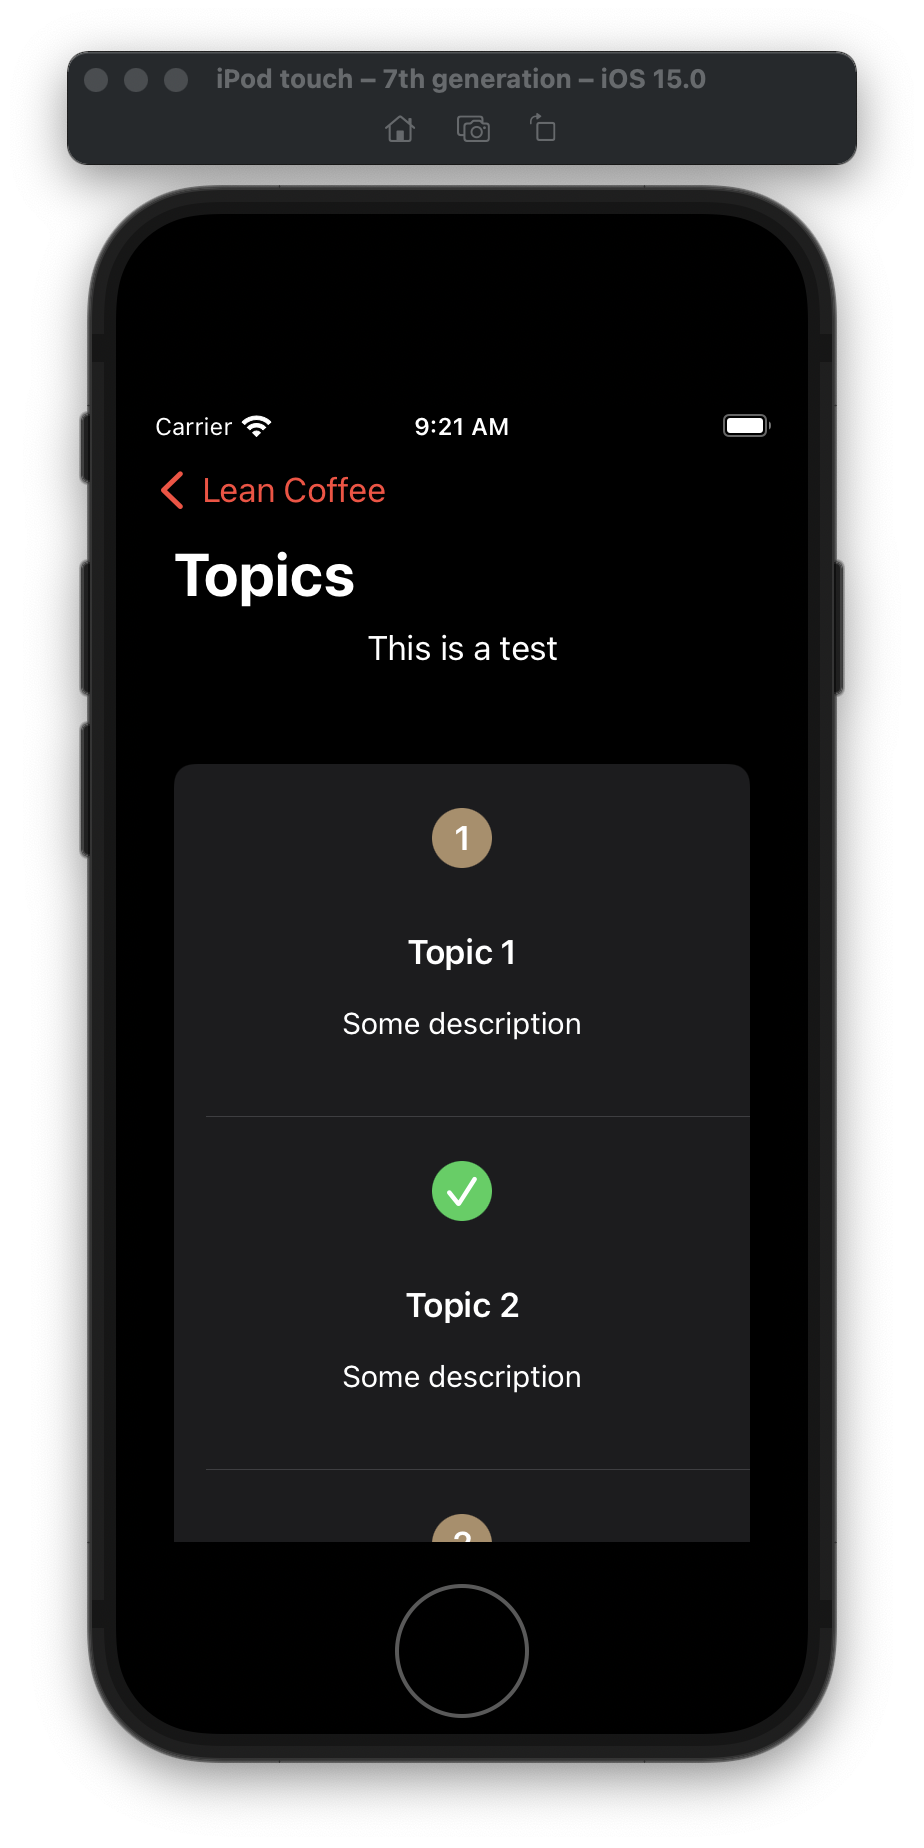 iPod touch – 7th generation – iOS 15.0
Carrier 9:21 AM
Lean Coffee
Topics
This is a test
1
Topic 1
Some description
Topic 2
Some description